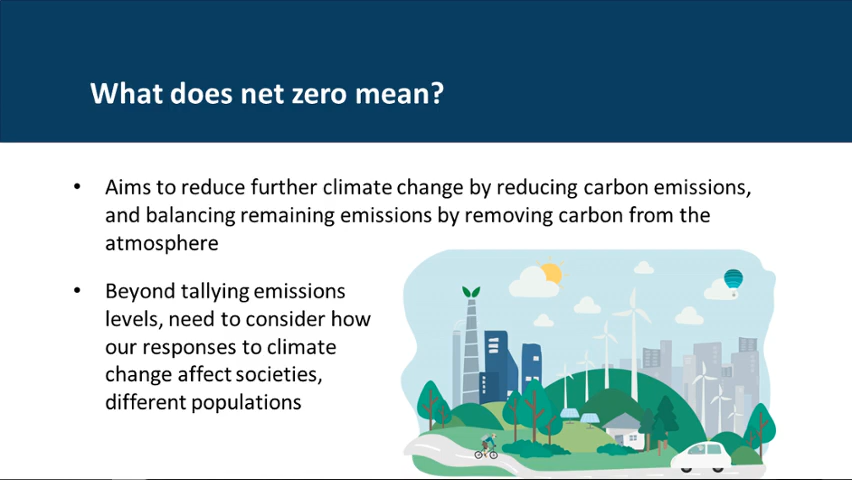 What does net zero mean?
• Aims to reduce further climate change by reducing carbon emissions,
and balancing remaining emissions by removing carbon from the
atmosphere
• Beyond tallying emissions
levels, need to consider how
our responses to climate
change affect societies,
different populations